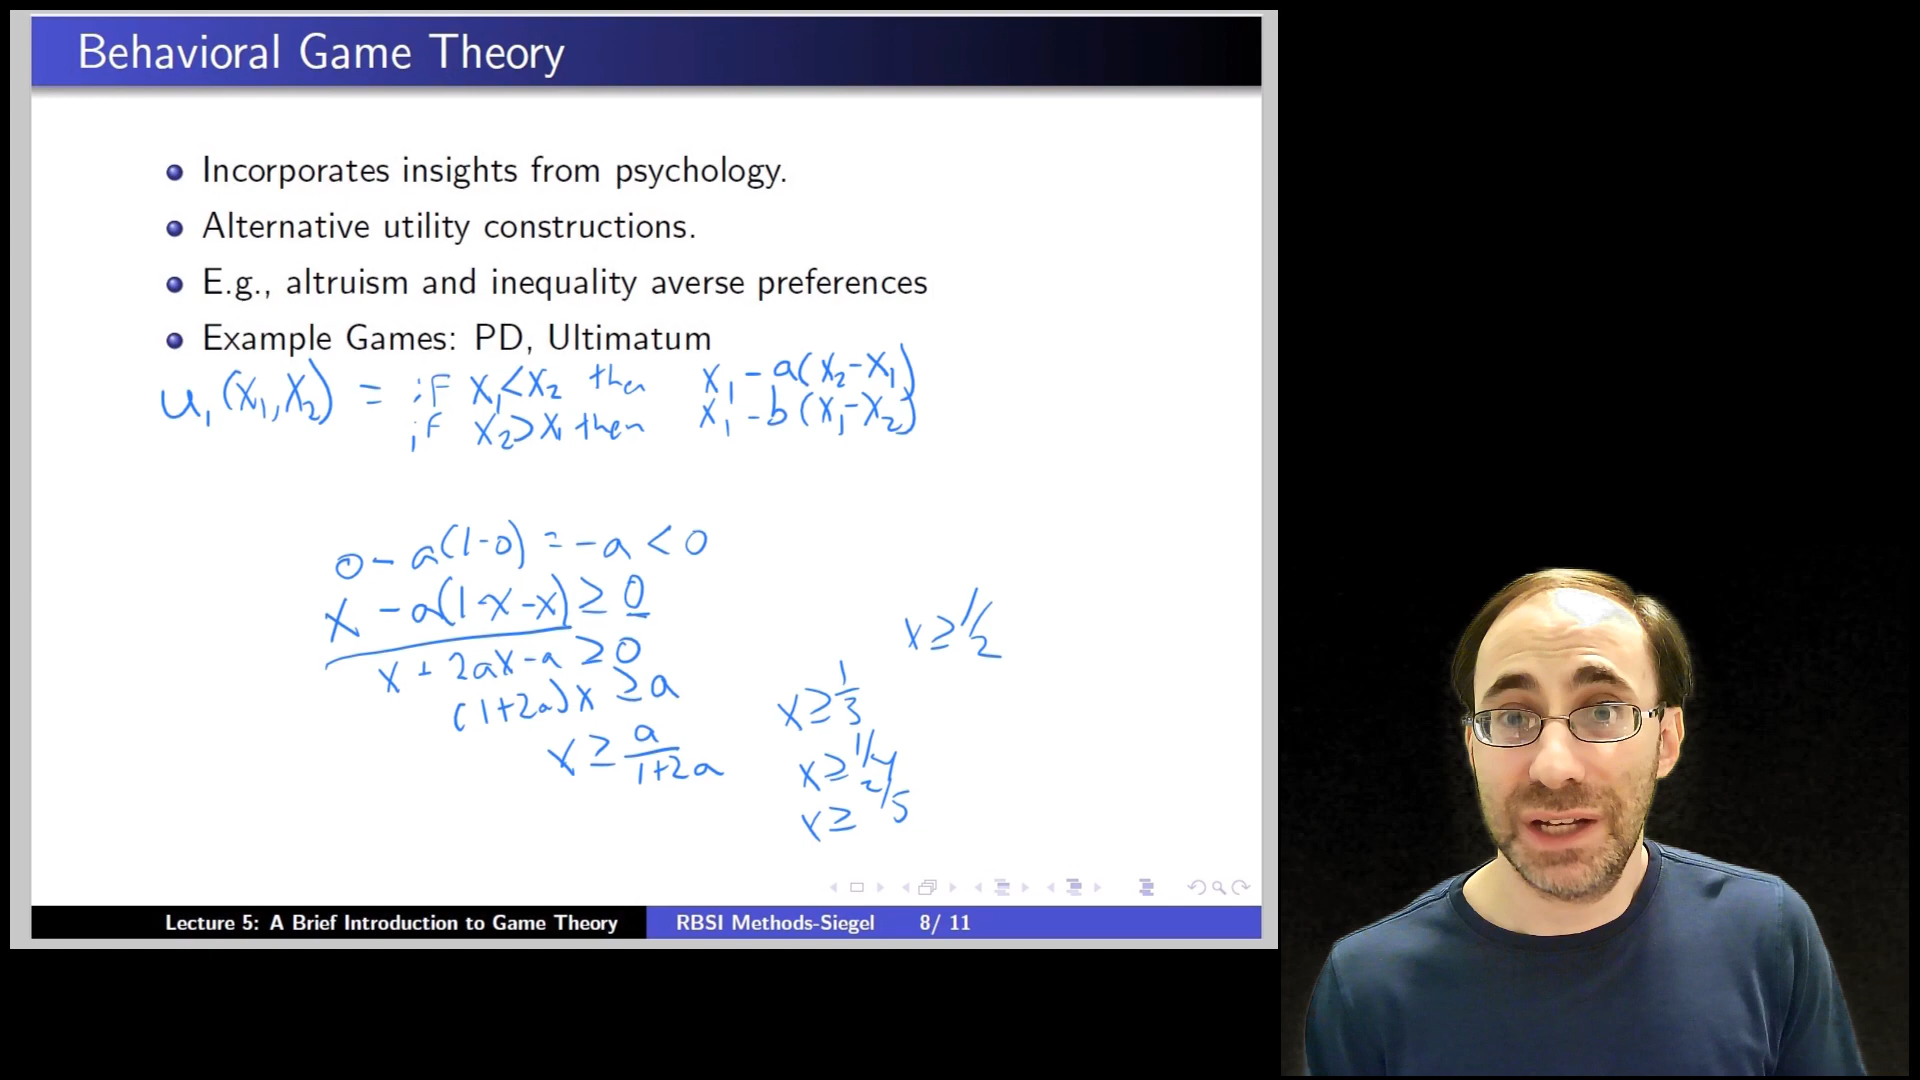 Behavioral Game Theory
Incorporates insights from psychology.
Alternative utility constructions.
E.g., altruism and inequality averse preferences
Example Games: PD, Ultimatum
u₁(x₁,x₂) = if x₁<x₂ then x₁-a(x₂-x₁)
if x₂>x₁ then x₁-b(x₁-x₂)
0-a(1-0) = -a < 0
x - a(1-x-x) ≥ 0
x + 2ax - a ≥ 0
(1+2a)x ≥ a
x ≥ a/(1+2a)
x ≥ 1/2
x ≥ 1/3
x ≥ 1/4
x ≥ 2/5
Lecture 5: A Brief Introduction to Game Theory RBSI Methods-Siegel 8/ 11